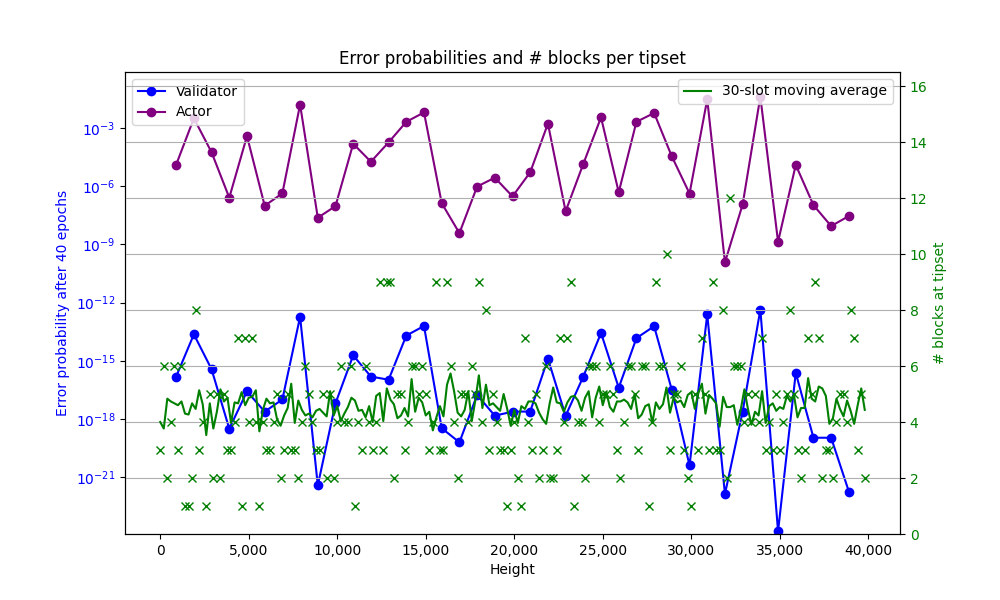 Error probabilities and # blocks per tipset
Validator
Actor
30-slot moving average
Error probability after 40 epochs
10⁻³
10⁻⁶
10⁻⁹
10⁻¹²
10⁻¹⁵
10⁻¹⁸
10⁻²¹
16
14
12
10
8
6
4
2
0
# blocks at tipset
0 5,000 10,000 15,000 20,000 25,000 30,000 35,000 40,000
Height